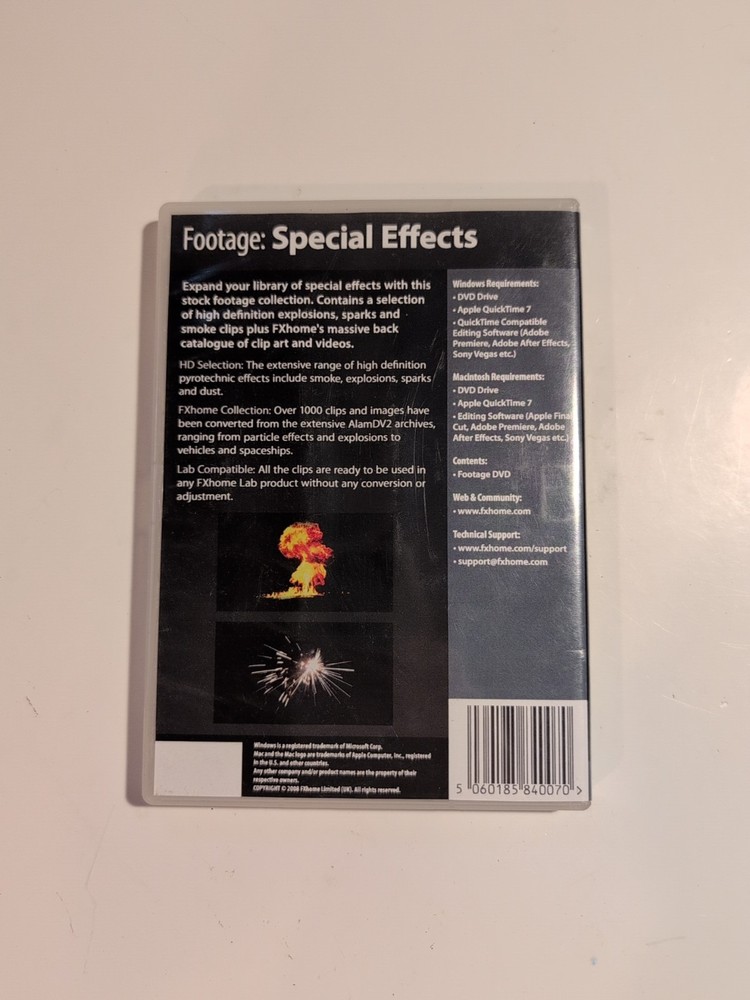 Footage: Special Effects
Expand your library of special effects with this
stock footage collection. Contains a selection
of high definition explosions, sparks and
smoke clips plus FXhome's massive back
catalogue of clip art and videos.
HD Selection: The extensive range of high definition
pyrotechnic effects include smoke, explosions, sparks
and dust.
FXhome Collection: Over 1000 clips and images have
been converted from the extensive AlamDV2 archives,
ranging from particle effects and explosions to
vehicles and spaceships.
Lab Compatible: All the clips are ready to be used in
any FXhome Lab product without any conversion or
adjustment.
Windows Requirements:
• DVD Drive
• Apple QuickTime 7
• QuickTime Compatible
Editing Software (Adobe
Premiere, Adobe After Effects,
Sony Vegas etc.)
Macintosh Requirements:
• DVD Drive
• Apple QuickTime 7
• Editing Software (Apple Final
Cut, Adobe Premiere, Adobe
After Effects, Sony Vegas etc.)
Contents:
• Footage DVD
Web & Community:
• www.fxhome.com
Technical Support:
• www.fxhome.com/support
• support@fxhome.com
Windows is a registered trademark of Microsoft Corp.
Mac and the Mac logo are trademarks of Apple Computer, Inc., registered
in the U.S. and other countries.
Any other company and/or product names are the property of their
respective owners.
COPYRIGHT © 2008 FXhome Limited (UK). All rights reserved.
5 060185 840070 >